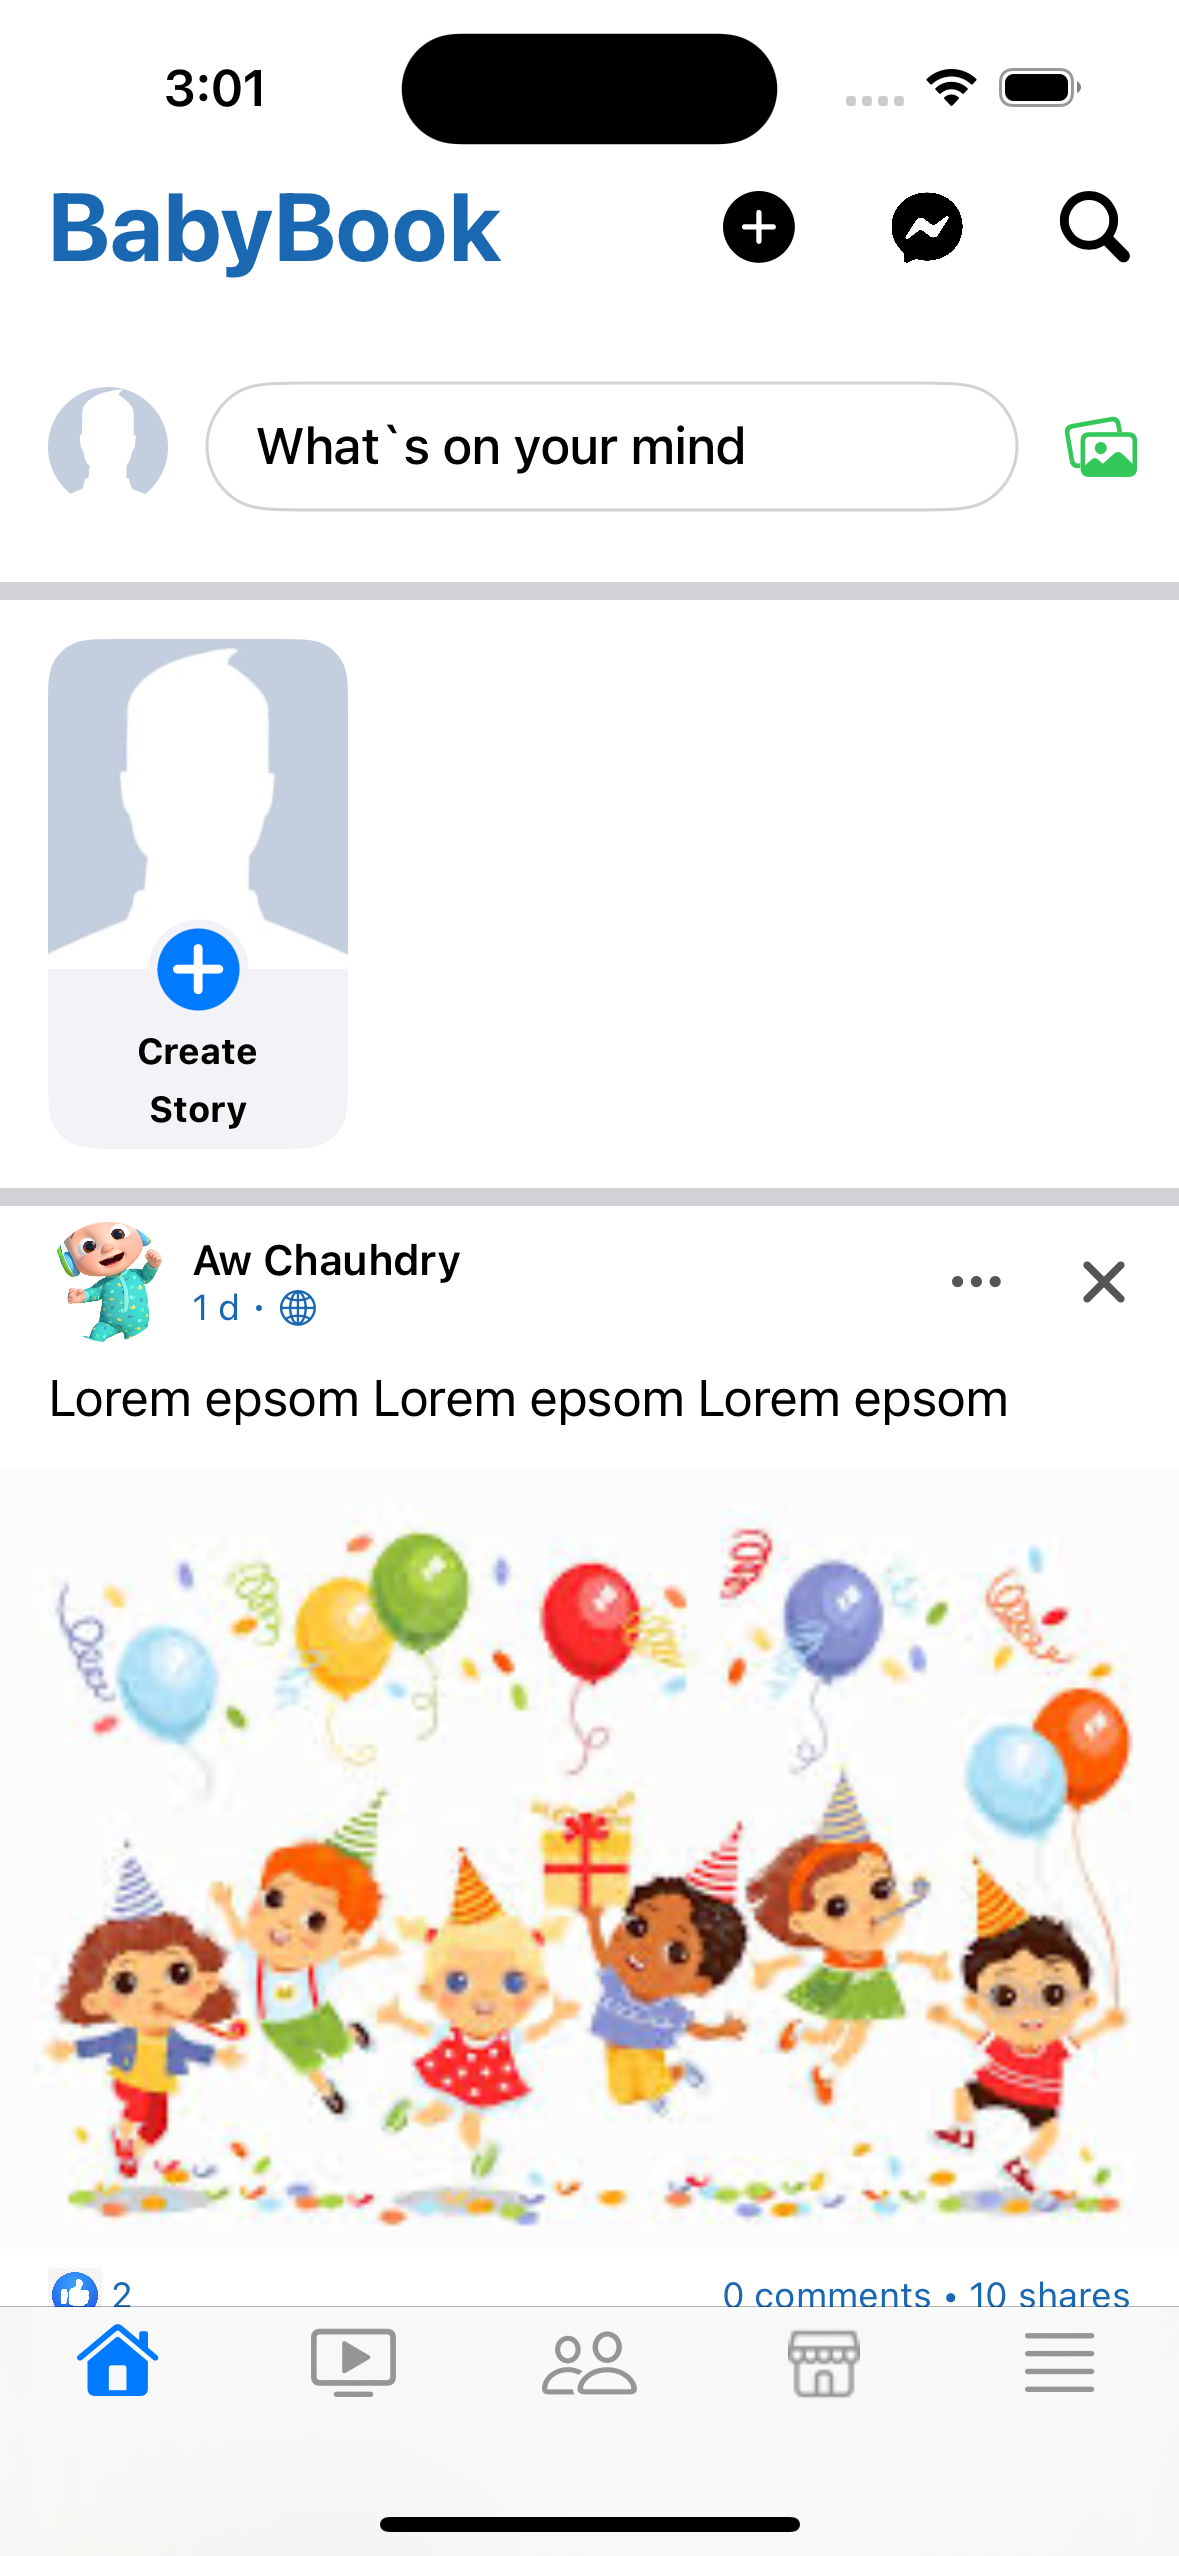 3:01
BabyBook
What`s on your mind
Create
Story
Aw Chauhdry
1 d ·
Lorem epsom Lorem epsom Lorem epsom
2
0 comments • 10 shares